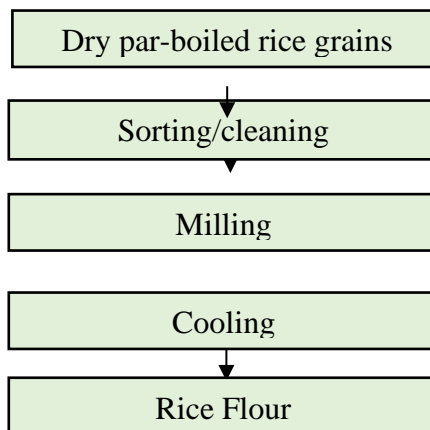 Dry par-boiled rice grains
Sorting/cleaning
Milling
Cooling
Rice Flour